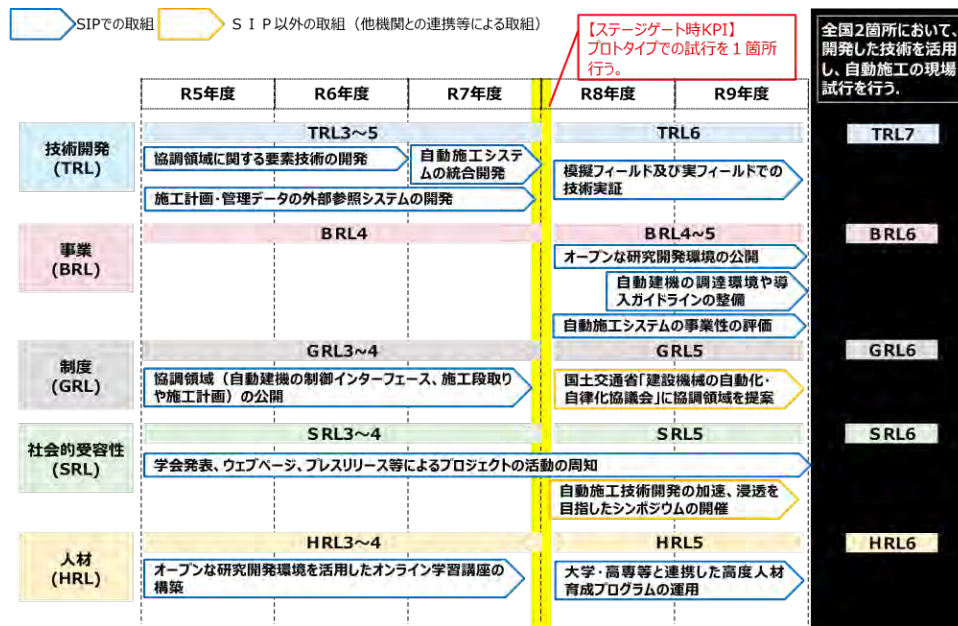 SIPでの取組
ＳＩＰ以外の取組（他機関との連携等による取組）
【ステージゲート時KPI】
プロトタイプでの試行を１箇所
行う。
全国2箇所において、
開発した技術を活用
し、自動施工の現場
試行を行う.
R5年度
R6年度
R7年度
R8年度
R9年度
技術開発
(TRL)
TRL3～5
TRL6
TRL7
協調領域に関する要素技術の開発
自動施工システ
ムの統合開発
模擬フィールド及び実フィールドでの
技術実証
施工計画・管理データの外部参照システムの開発
事業
(BRL)
BRL4
BRL4~5
BRL6
オープンな研究開発環境の公開
自動建機の調達環境や導
入ガイドラインの整備
自動施工システムの事業性の評価
制度
(GRL)
GRL3~4
GRL5
GRL6
協調領域（自動建機の制御インターフェース、施工段取り
や施工計画）の公開
国土交通省｢建設機械の自動化・
自律化協議会｣に協調領域を提案
社会的受容性
(SRL)
SRL3~4
SRL5
SRL6
学会発表、ウェブページ、プレスリリース等によるプロジェクトの活動の周知
自動施工技術開発の加速、浸透を
目指したシンポジウムの開催
人材
(HRL)
HRL3~4
HRL5
HRL6
オープンな研究開発環境を活用したオンライン学習講座の
構築
大学・高専等と連携した高度人材
育成プログラムの運用